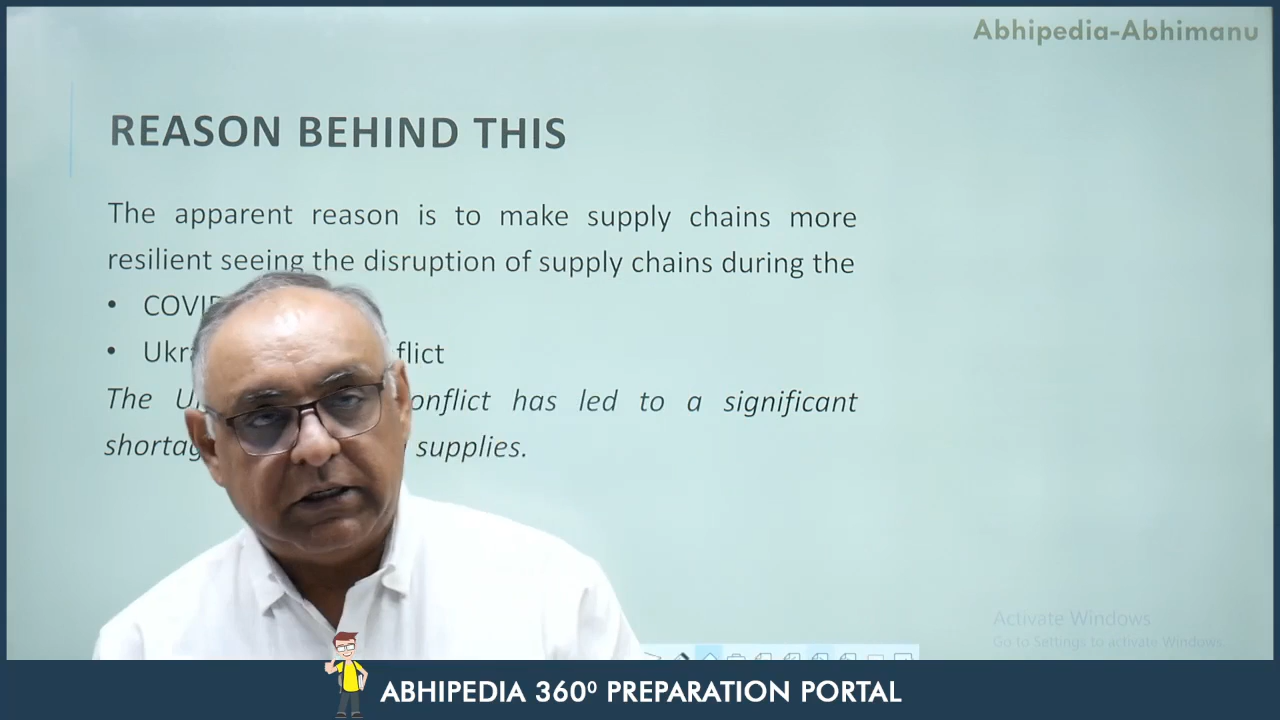 Abhipedia-Abhimanu
REASON BEHIND THIS
The apparent reason is to make supply chains more
resilient seeing the disruption of supply chains during the
• COVI
• Ukr flict
The U onflict has led to a significant
shortag supplies.
Activate Windows
Go to Settings to activate Windows.
ABHIPEDIA 360⁰ PREPARATION PORTAL